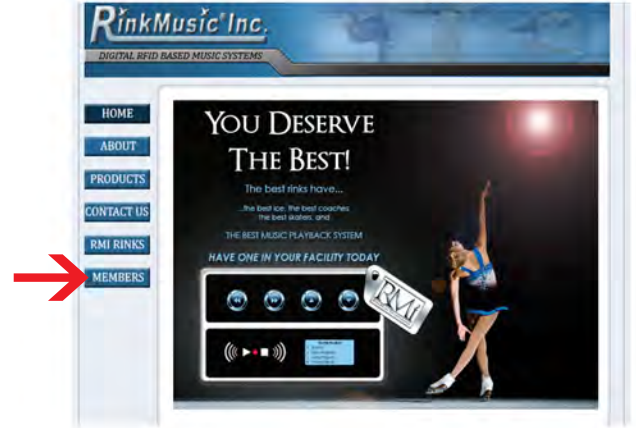 RinkMusic Inc.
DIGITAL RFID BASED MUSIC SYSTEMS
HOME
ABOUT
PRODUCTS
CONTACT US
RMI RINKS
MEMBERS
YOU DESERVE
THE BEST!
The best rinks have...
...the best ice, the best coaches
the best skaters, and
THE BEST MUSIC PLAYBACK SYSTEM
HAVE ONE IN YOUR FACILITY TODAY
RMi